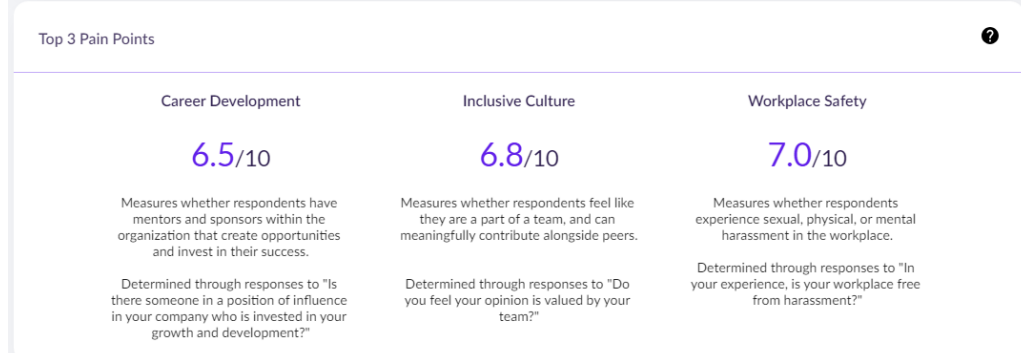 Top 3 Pain Points
?
Career Development
6.5/10
Measures whether respondents have
mentors and sponsors within the
organization that create opportunities
and invest in their success.
Determined through responses to "Is
there someone in a position of influence
in your company who is invested in your
growth and development?"
Inclusive Culture
6.8/10
Measures whether respondents feel like
they are a part of a team, and can
meaningfully contribute alongside peers.
Determined through responses to "Do
you feel your opinion is valued by your
team?"
Workplace Safety
7.0/10
Measures whether respondents
experience sexual, physical, or mental
harassment in the workplace.
Determined through responses to "In
your experience, is your workplace free
from harassment?"